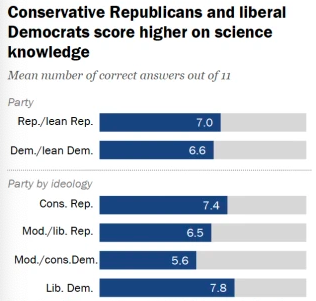 Conservative Republicans and liberal
Democrats score higher on science
knowledge
Mean number of correct answers out of 11
Party
Rep./lean Rep. 7.0
Dem./lean Dem. 6.6
Party by ideology
Cons. Rep. 7.4
Mod./lib. Rep. 6.5
Mod./cons.Dem. 5.6
Lib. Dem. 7.8